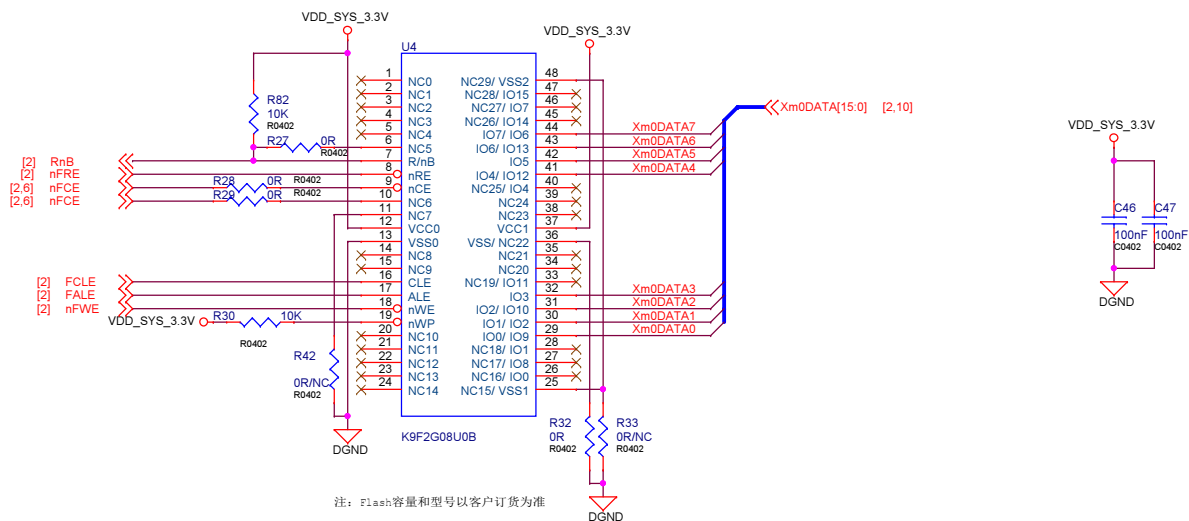 VDD_SYS_3.3V
VDD_SYS_3.3V
U4
R82
10K
R0402
R27
0R
R0402
[2] RnB
[2] nFRE
[2,6] nFCE
[2,6] nFCE
R28
0R
R0402
R29
0R
R0402
[2] FCLE
[2] FALE
[2] nFWE
VDD_SYS_3.3V
R30
10K
R0402
R42
0R/NC
R0402
DGND
1 NC0
2 NC1
3 NC2
4 NC3
5 NC4
6 NC5
7 R/nB
8 nRE
9 nCE
10 NC6
11 NC7
12 VCC0
13 VSS0
14 NC8
15 NC9
16 CLE
17 ALE
18 nWE
19 nWP
20 NC10
21 NC11
22 NC12
23 NC13
24 NC14
NC29/ VSS2 48
NC28/ IO15 47
NC27/ IO7 46
NC26/ IO14 45
IO7/ IO6 44 Xm0DATA7
IO6/ IO13 43 Xm0DATA6
IO5 42 Xm0DATA5
IO4/ IO12 41 Xm0DATA4
NC25/ IO4 40
NC24 39
NC23 38
VCC1 37
VSS/ NC22 36
NC21 35
NC20 34
NC19/ IO11 33
IO3 32 Xm0DATA3
IO2/ IO10 31 Xm0DATA2
IO1/ IO2 30 Xm0DATA1
IO0/ IO9 29 Xm0DATA0
NC18/ IO1 28
NC17/ IO8 27
NC16/ IO0 26
NC15/ VSS1 25
K9F2G08U0B
Xm0DATA[15:0] [2,10]
R32
0R
R0402
R33
0R/NC
R0402
DGND
VDD_SYS_3.3V
C46
100nF
C0402
C47
100nF
C0402
DGND
注: Flash容量和型号以客户订货为准